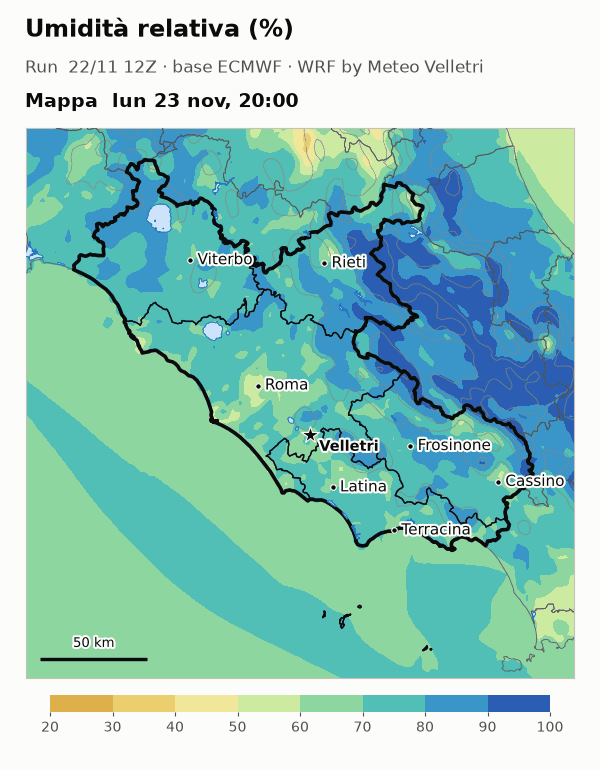 Umidità relativa (%)
Run  22/11 12Z · base ECMWF · WRF by Meteo Velletri
Mappa  lun 23 nov, 20:00
Viterbo
Rieti
Roma
Velletri
Frosinone
Latina
Cassino
Terracina
50 km
20 30 40 50 60 70 80 90 100